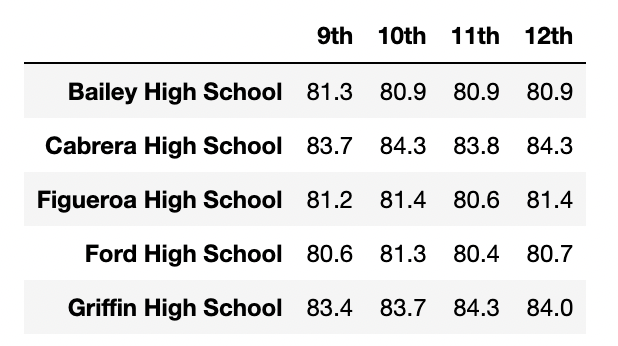 9th 10th 11th 12th
Bailey High School 81.3 80.9 80.9 80.9
Cabrera High School 83.7 84.3 83.8 84.3
Figueroa High School 81.2 81.4 80.6 81.4
Ford High School 80.6 81.3 80.4 80.7
Griffin High School 83.4 83.7 84.3 84.0